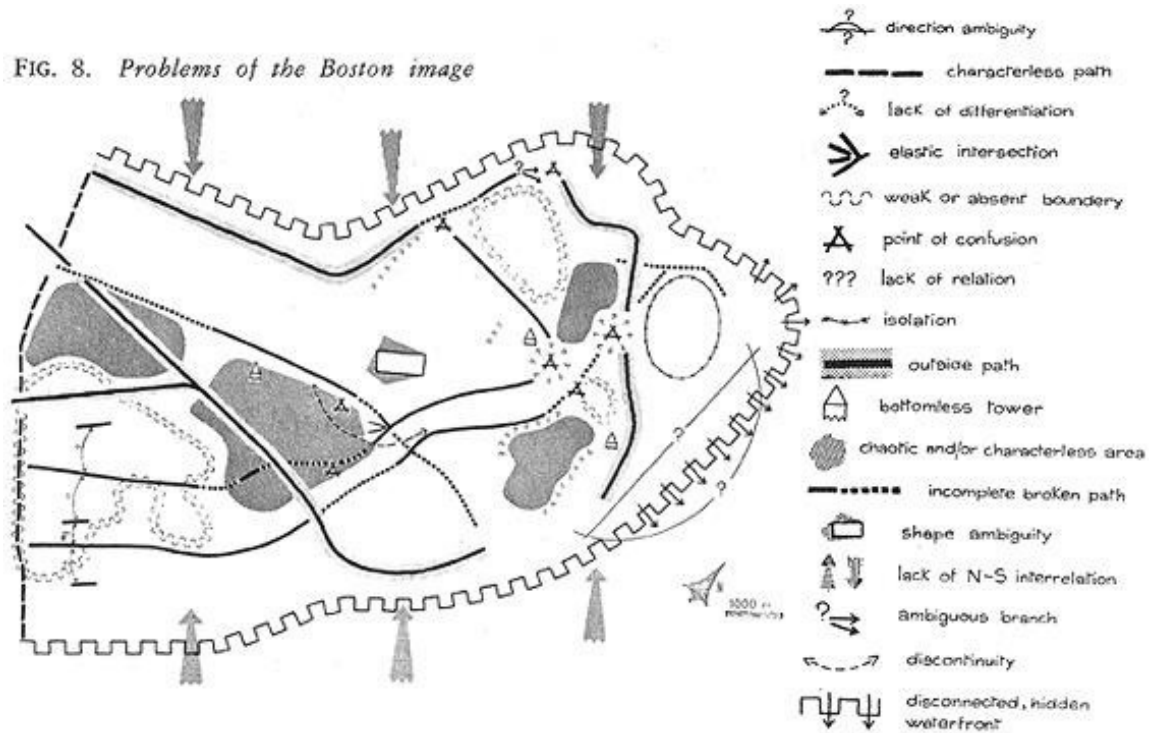 FIG. 8. Problems of the Boston image
? direction ambiguity
?
characterless path
? lack of differentiation
elastic intersection
weak or absent boundery
point of confusion
??? lack of relation
isolation
outside path
bottomless tower
chaotic and/or characterless area
incomplete broken path
shape ambiguity
lack of N-S interrelation
? ambiguous branch
discontinuity
disconnected, hidden
waterfront
?
?
?
1000